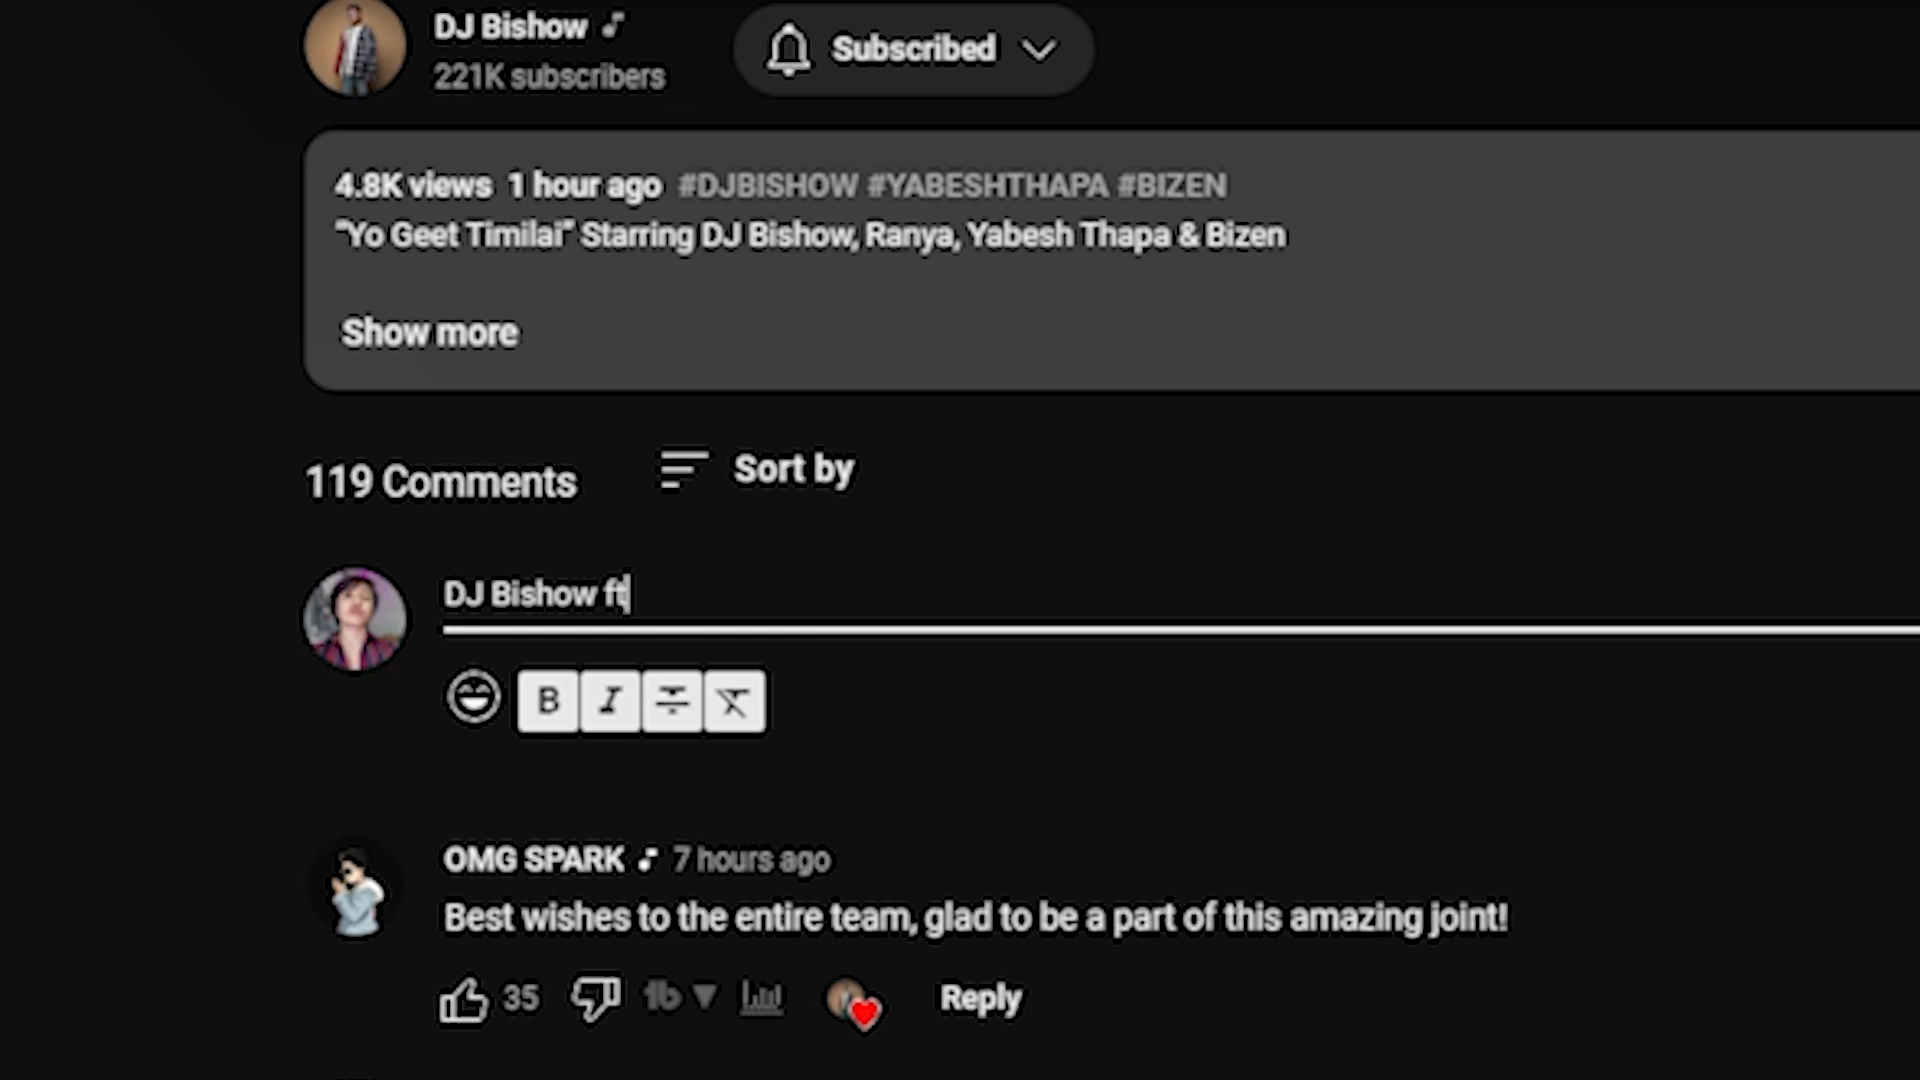 DJ Bishow
Subscribed
221K subscribers
4.8K views 1 hour ago #DJBISHOW #YABESHTHAPA #BIZEN
"Yo Geet Timilai" Starring DJ Bishow, Ranya, Yabesh Thapa & Bizen
Show more
119 Comments
Sort by
DJ Bishow ft
B I
OMG SPARK 7 hours ago
Best wishes to the entire team, glad to be a part of this amazing joint!
35
Reply